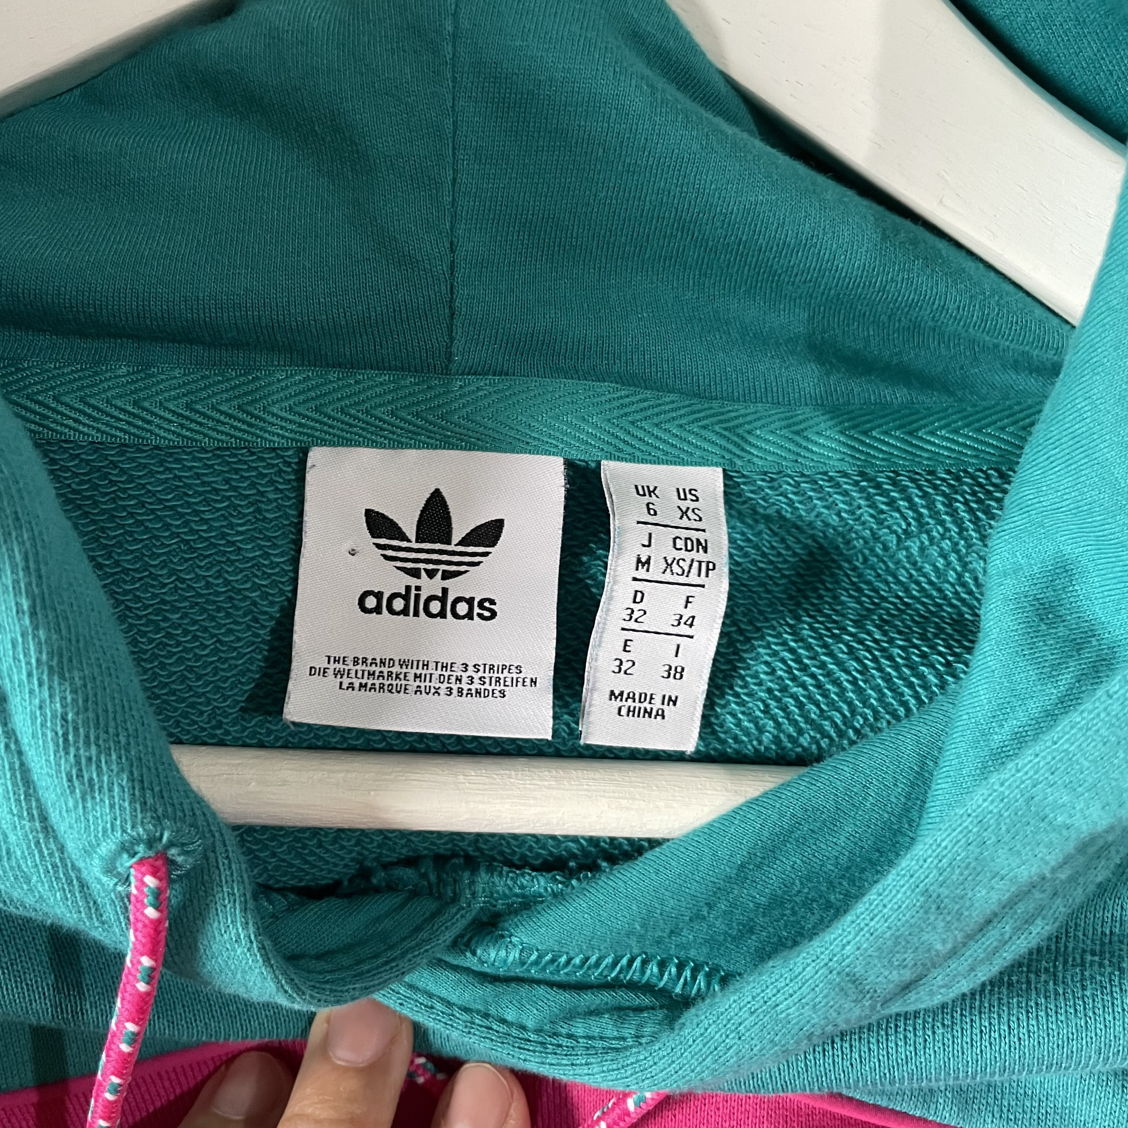 adidas
THE BRAND WITH THE 3 STRIPES
DIE WELTMARKE MIT DEN 3 STREIFEN
LA MARQUE AUX 3 BANDES
UK US
6 XS
J CDN
M XS/TP
D F
32 34
E I
32 38
MADE IN
CHINA